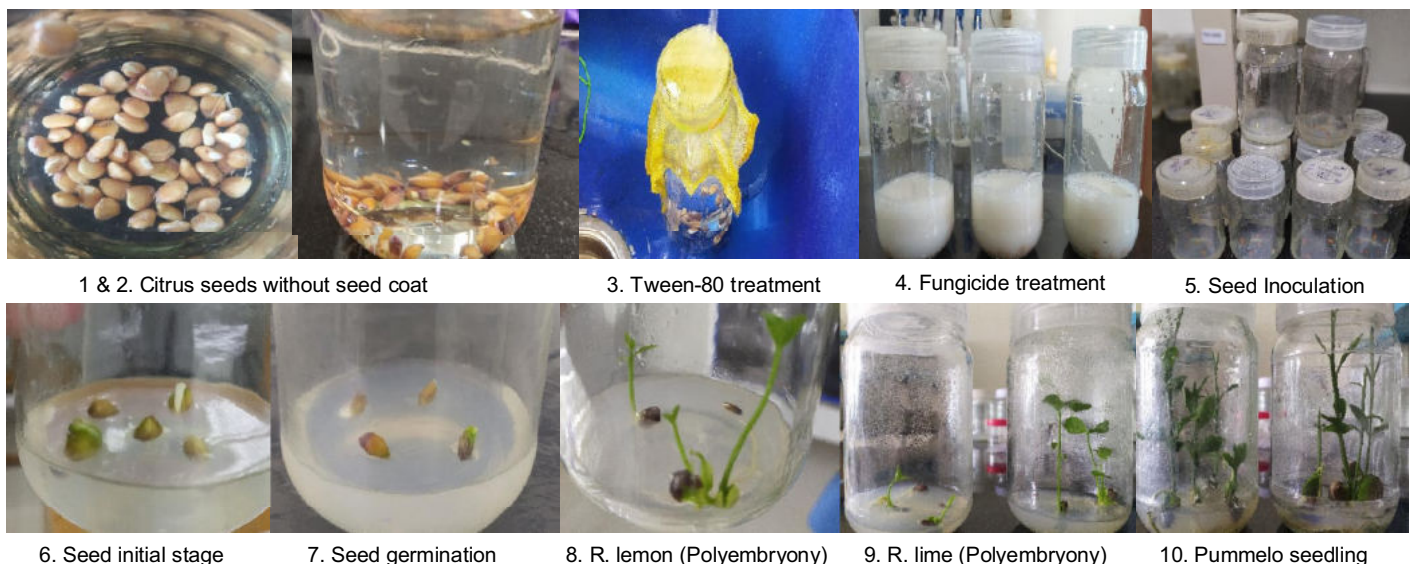 1 & 2. Citrus seeds without seed coat
3. Tween-80 treatment
4. Fungicide treatment
5. Seed Inoculation
6. Seed initial stage
7. Seed germination
8. R. lemon (Polyembryony)
9. R. lime (Polyembryony)
10. Pummelo seedling